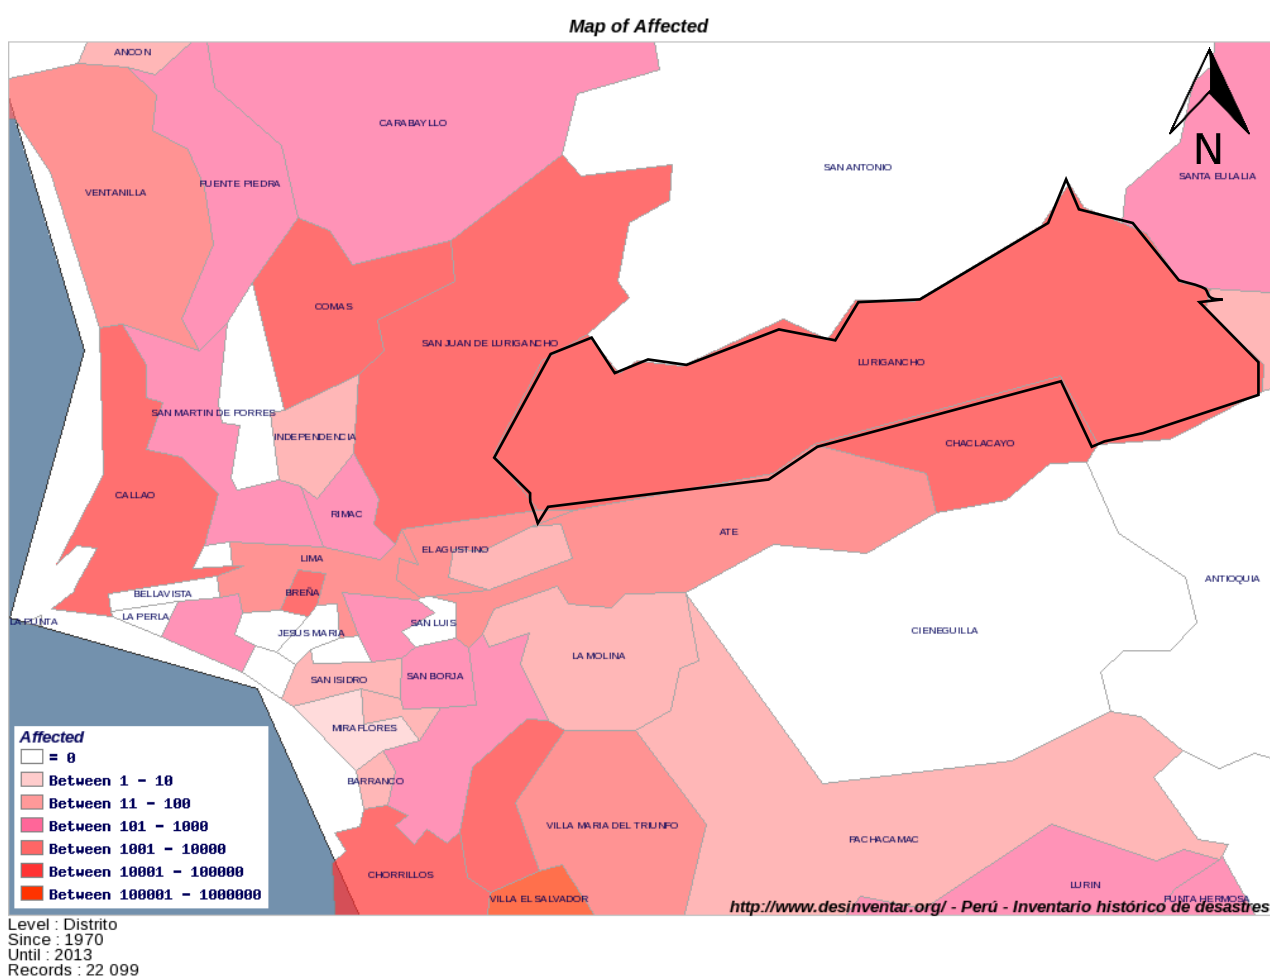 Map of Affected
ANCON
CARABAYLLO
SAN ANTONIO
N
SANTA EULALIA
PUENTE PIEDRA
VENTANILLA
COMAS
SAN JUAN DE LURIGANCHO
LURIGANCHO
SAN MARTIN DE PORRES
INDEPENDENCIA
CHACLACAYO
CALLAO
RIMAC
ATE
EL AGUSTINO
LIMA
ANTIOQUIA
BELLAVISTA
BREÑA
LA PERLA
LA PUNTA
SAN LUIS
JESUS MARIA
CIENEGUILLA
LA MOLINA
SAN ISIDRO
SAN BORJA
MIRAFLORES
BARRANCO
VILLA MARIA DEL TRIUNFO
PACHACAMAC
CHORRILLOS
LURIN
VILLA EL SALVADOR
PUNTA HERMOSA
Affected
= 0
Between 1 - 10
Between 11 - 100
Between 101 - 1000
Between 1001 - 10000
Between 10001 - 100000
Between 100001 - 1000000
http://www.desinventar.org/ - Perú - Inventario histórico de desastres
Level : Distrito
Since : 1970
Until : 2013
Records : 22 099